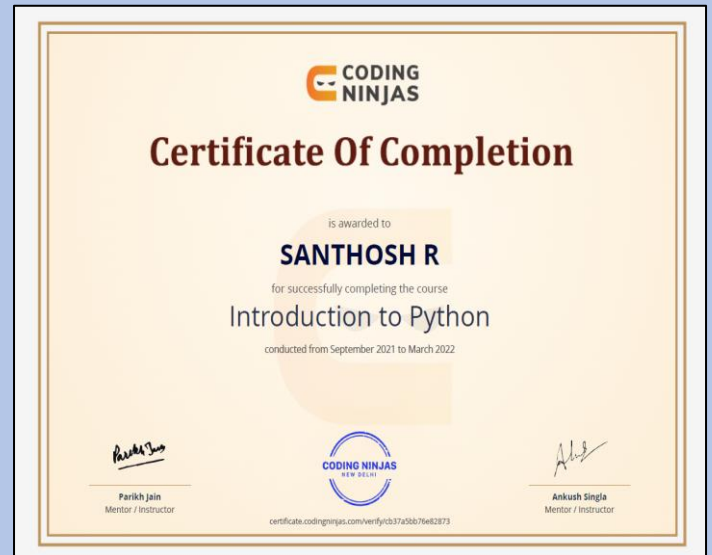 CODING
NINJAS
Certificate Of Completion
is awarded to
SANTHOSH R
for successfully completing the course
Introduction to Python
conducted from September 2021 to March 2022
Parikh Jain
CODING NINJAS
NEW DELHI
Parikh Jain
Mentor / Instructor
Ankush Singla
Mentor / Instructor
certificate.codingninjas.com/verify/cb37a5bb76e82873